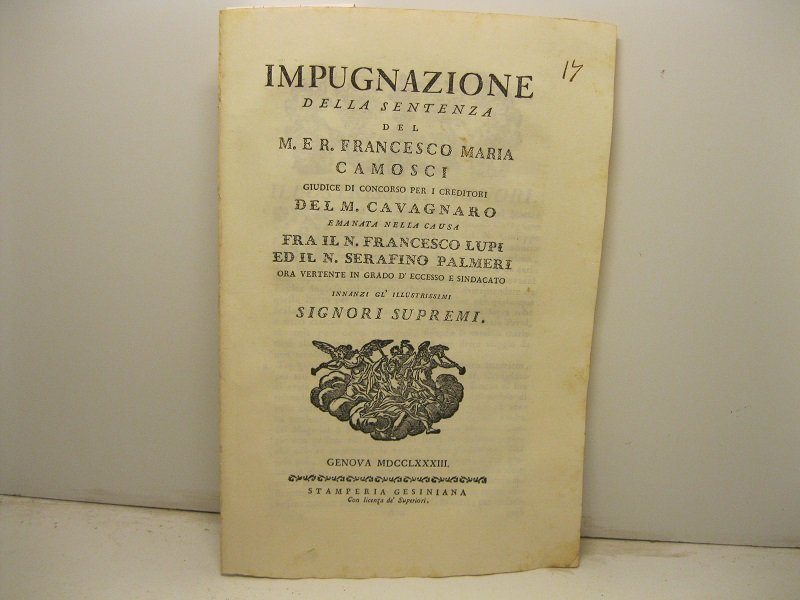 17
IMPUGNAZIONE
DELLA SENTENZA
DEL
M. E R. FRANCESCO MARIA
CAMOSCI
GIUDICE DI CONCORSO PER I CREDITORI
DEL M. CAVAGNARO
EMANATA NELLA CAUSA
FRA IL N. FRANCESCO LUPI
ED IL N. SERAFINO PALMERI
ORA VERTENTE IN GRADO D' ECCESSO E SINDACATO
INNANZI GL' ILLUSTRISSIMI
SIGNORI SUPREMI.
GENOVA MDCCLXXXIII.
STAMPERIA GESINIANA
Con licenza de' Superiori.